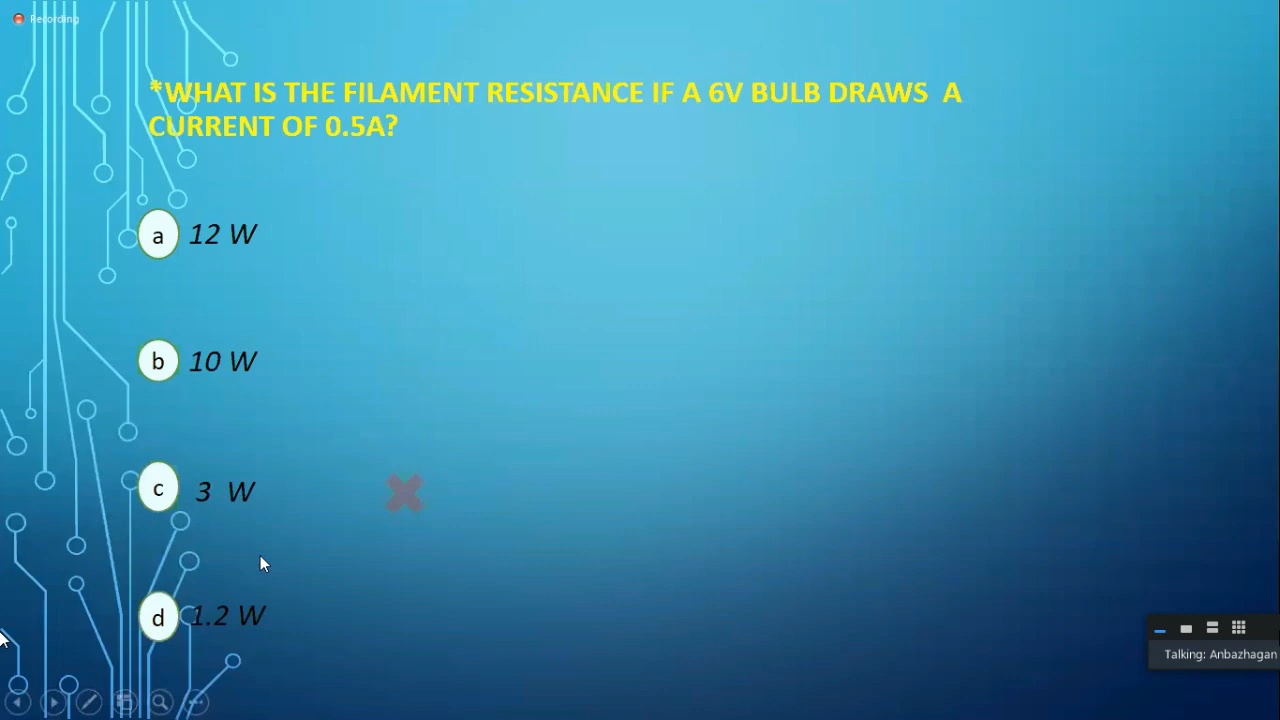 Recording
*WHAT IS THE FILAMENT RESISTANCE IF A 6V BULB DRAWS A
CURRENT OF 0.5A?
a 12 W
b 10 W
c 3 W
d 1.2 W
Talking: Anbazhagan